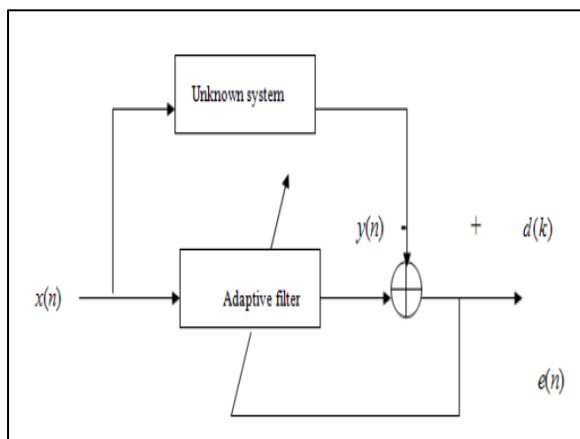 Unknown system
y(n) - + d(k)
x(n)
Adaptive filter
e(n)